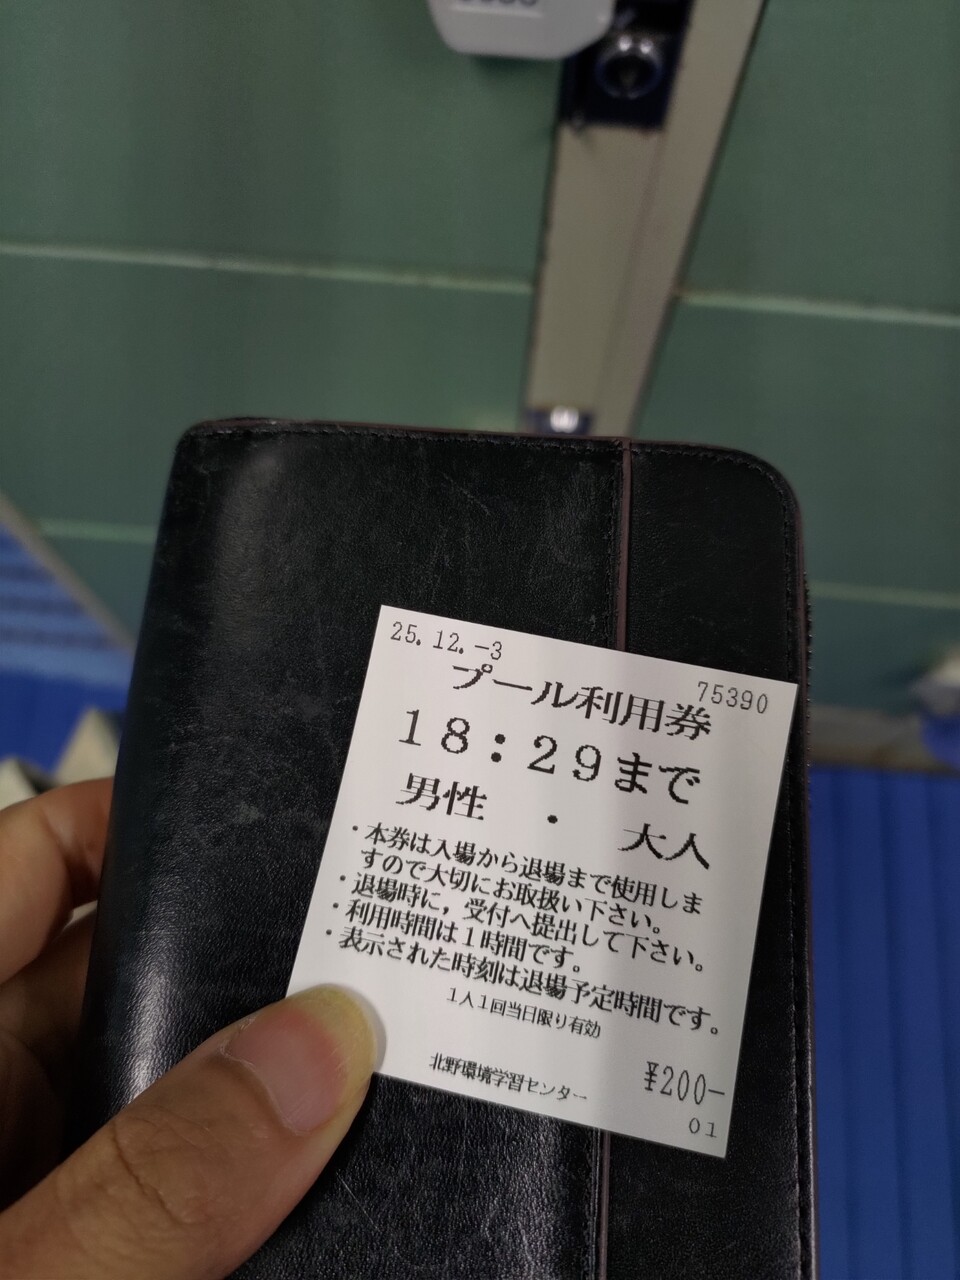 25.12.-3
75390
プール利用券
18:29まで
男性 ・ 大人
・本券は入場から退場まで使用しま
すので大切にお取扱い下さい。
・退場時に，受付へ提出して下さい。
・利用時間は１時間です。
・表示された時刻は退場予定時間です。
１人１回当日限り有効
北野環境学習センター
¥200-
01